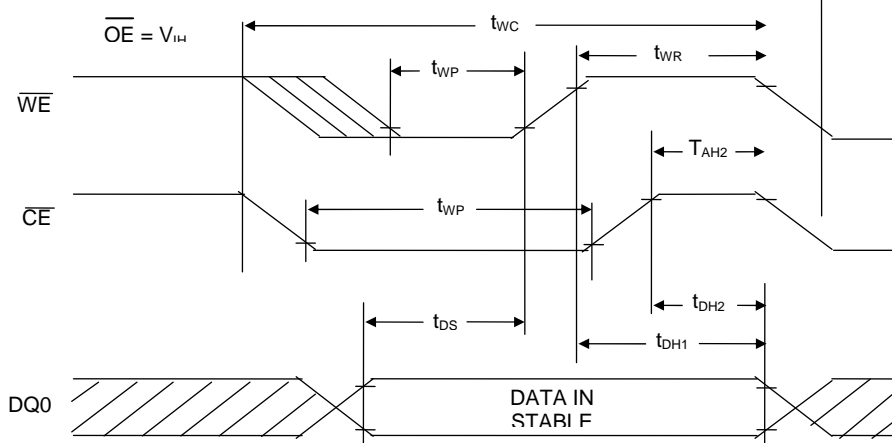 OE = VIH
tWC
tWR
tWP
WE
TAH2
tWP
CE
tDH2
tDS
tDH1
DQ0
DATA IN
STABLE